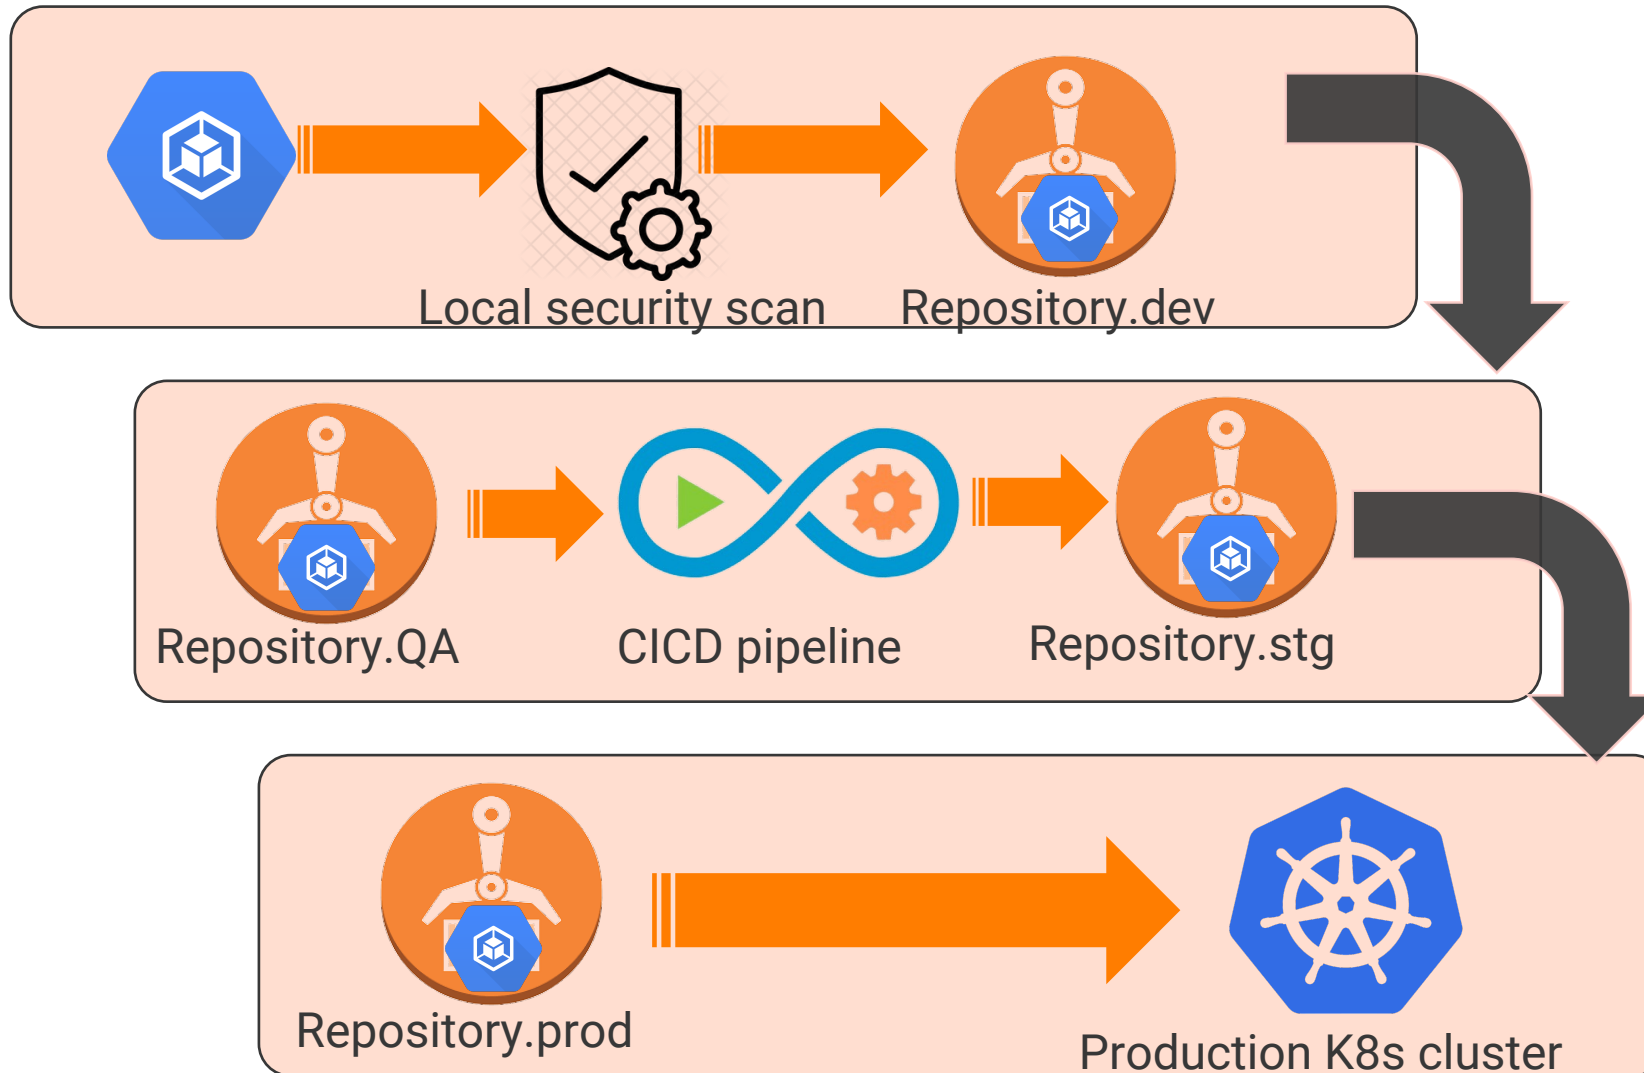 Local security scan
Repository.dev
Repository.QA
CICD pipeline
Repository.stg
Repository.prod
Production K8s cluster